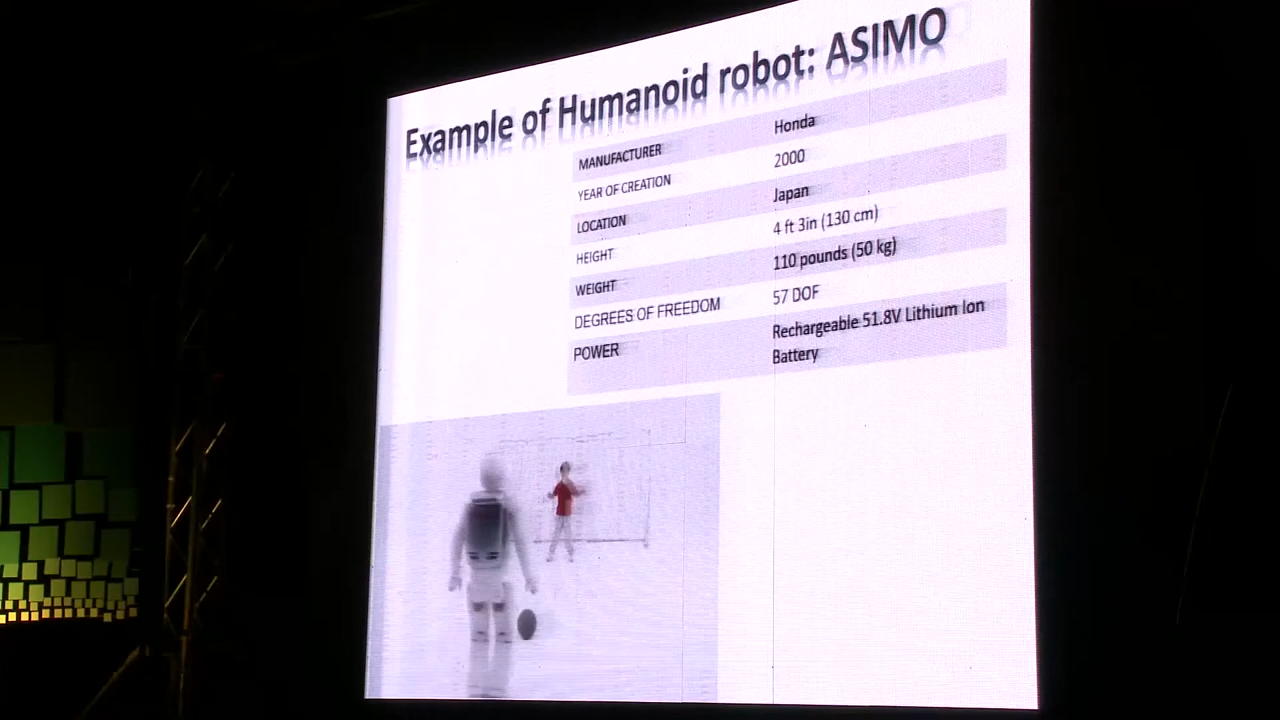 Example of Humanoid robot: ASIMO
MANUFACTURER Honda
YEAR OF CREATION 2000
LOCATION Japan
HEIGHT 4 ft 3in (130 cm)
WEIGHT 110 pounds (50 kg)
DEGREES OF FREEDOM 57 DOF
POWER Rechargeable 51.8V Lithium Ion
Battery